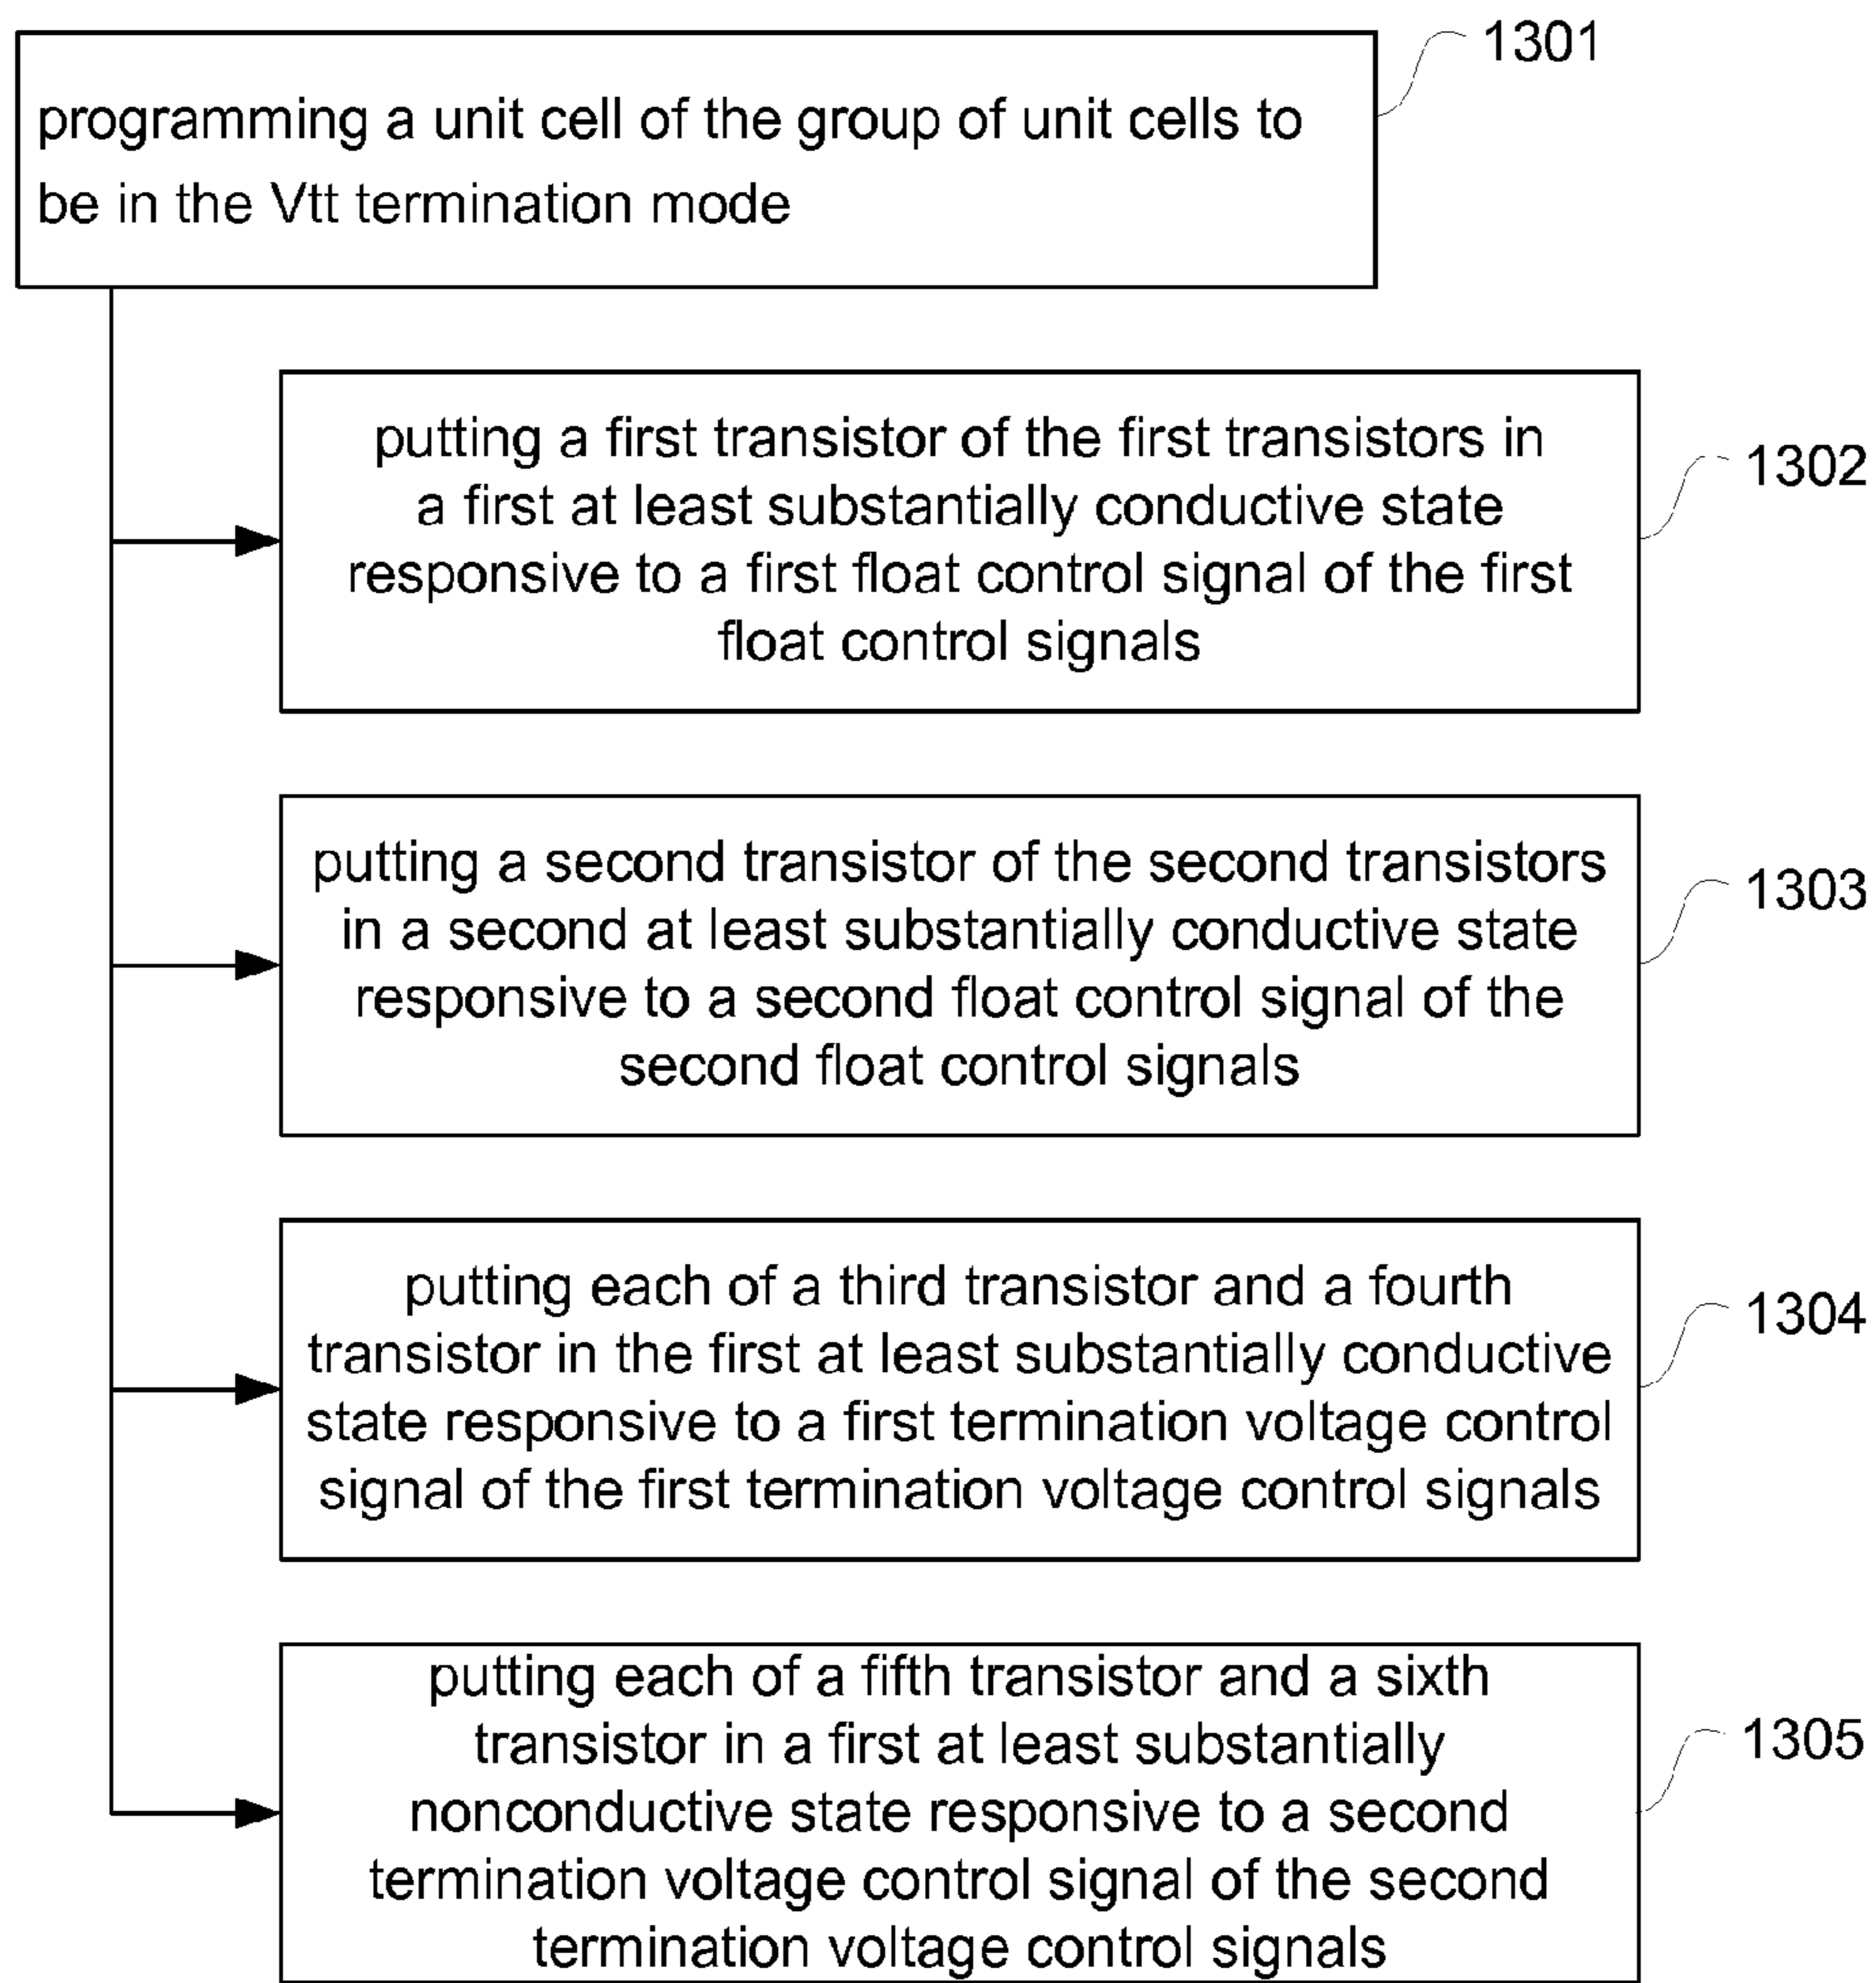 1301
programming a unit cell of the group of unit cells to
be in the Vtt termination mode
putting a first transistor of the first transistors in
a first at least substantially conductive state
responsive to a first float control signal of the first
float control signals
1302
putting a second transistor of the second transistors
in a second at least substantially conductive state
responsive to a second float control signal of the
second float control signals
1303
putting each of a third transistor and a fourth
transistor in the first at least substantially conductive
state responsive to a first termination voltage control
signal of the first termination voltage control signals
1304
putting each of a fifth transistor and a sixth
transistor in a first at least substantially
nonconductive state responsive to a second
termination voltage control signal of the second
termination voltage control signals
1305